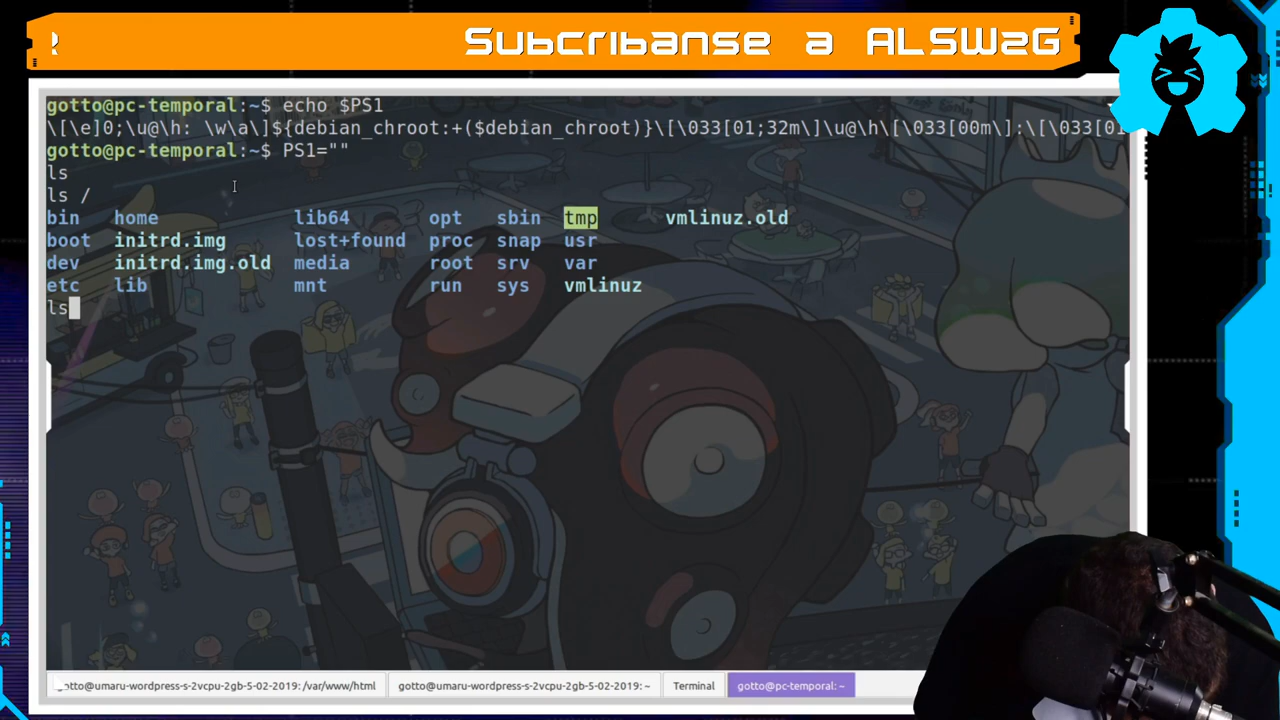 Subcribanse a ALSW2G
gotto@pc-temporal:~$ echo $PS1
\[\e]0;\u@\h: \w\a\]${debian_chroot:+($debian_chroot)}\[\033[01;32m\]\u@\h\[\033[00m\]:\[\033[01
gotto@pc-temporal:~$ PS1=""
ls
ls /
bin home lib64 opt sbin tmp vmlinuz.old
boot initrd.img lost+found proc snap usr
dev initrd.img.old media root srv var
etc lib mnt run sys vmlinuz
ls
gotto@umaru-wordpress-s-2vcpu-2gb-5-02-2019: /var/www/html gotto@umaru-wordpress-s-2vcpu-2gb-5-02-2019: ~ Terminal gotto@pc-temporal: ~